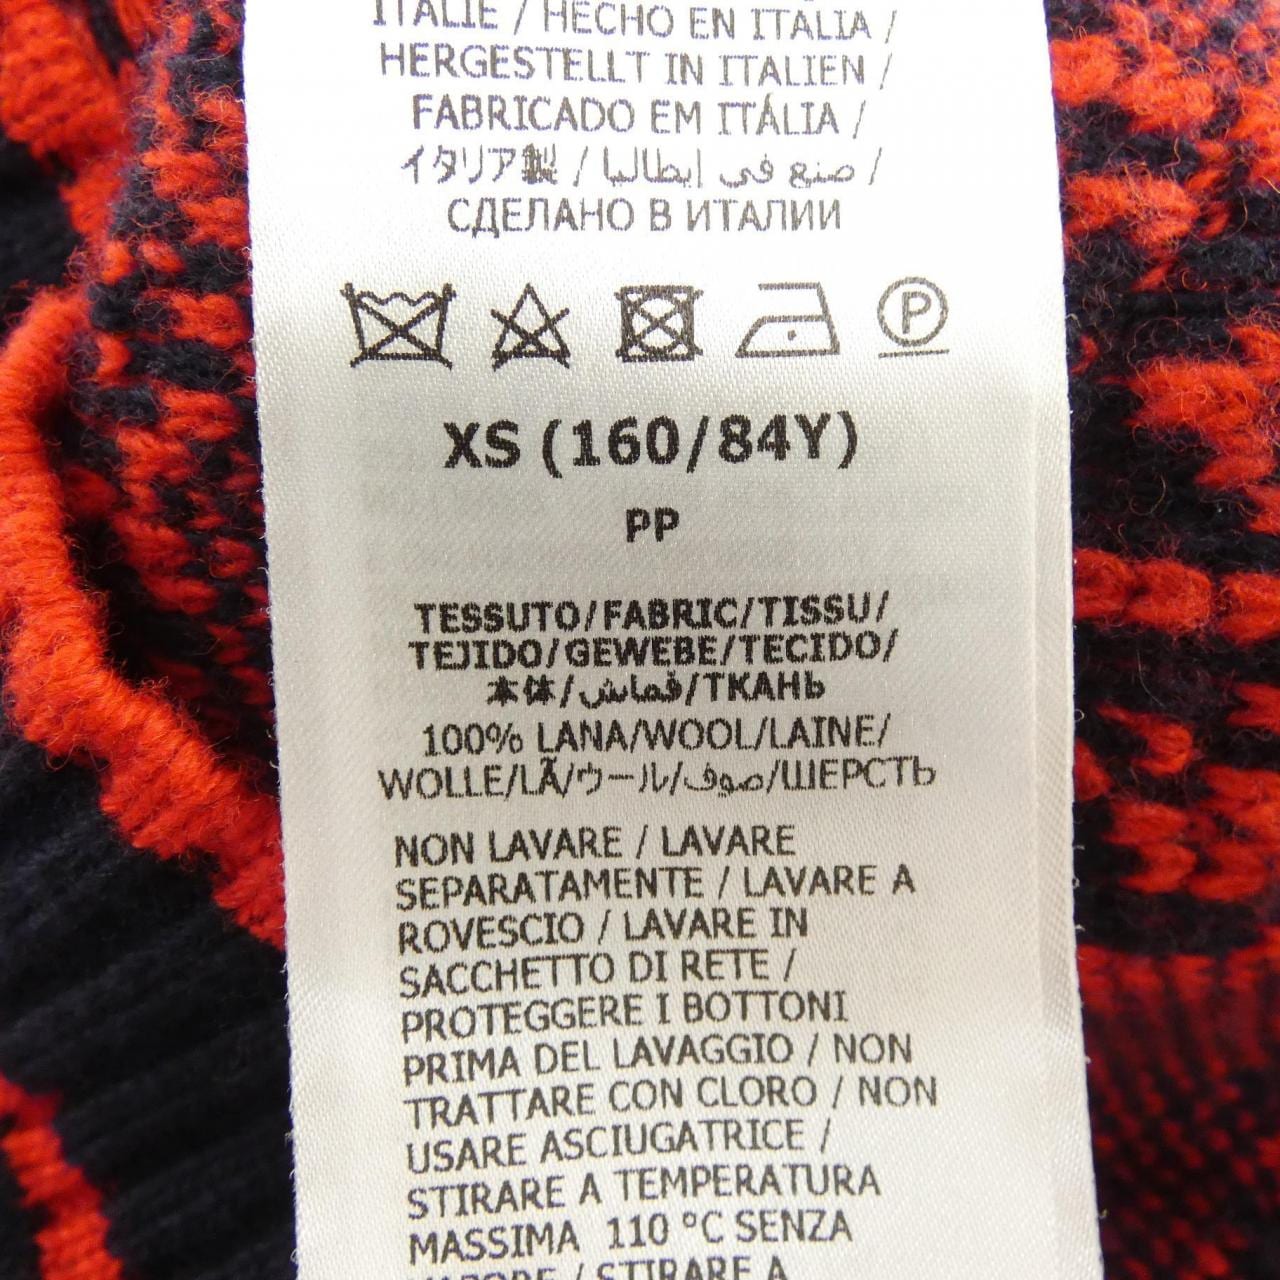 ITALIE / HECHO EN ITALIA /
HERGESTELLT IN ITALIEN /
FABRICADO EM ITÁLIA /
イタリア製 / صنع في إيطاليا /
СДЕЛАНО В ИТАЛИИ
P
XS (160/84Y)
PP
TESSUTO/FABRIC/TISSU/
TEJIDO/GEWEBE/TECIDO/
本体/قماش/ТКАНЬ
100% LANA/WOOL/LAINE/
WOLLE/LÃ/ウール/صوف/ШЕРСТЬ
NON LAVARE / LAVARE
SEPARATAMENTE / LAVARE A
ROVESCIO / LAVARE IN
SACCHETTO DI RETE /
PROTEGGERE I BOTTONI
PRIMA DEL LAVAGGIO / NON
TRATTARE CON CLORO / NON
USARE ASCIUGATRICE /
STIRARE A TEMPERATURA
MASSIMA 110 °C SENZA
VAPORE / STIRARE A